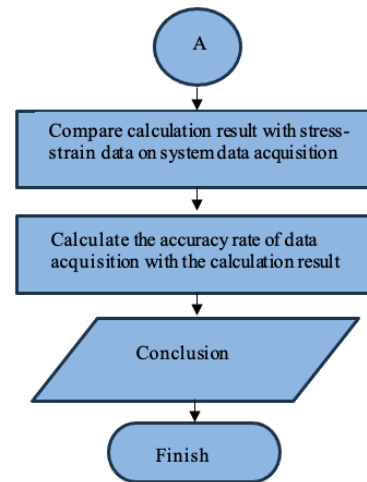 A
Compare calculation result with stress-
strain data on system data acquisition
Calculate the accuracy rate of data
acquisition with the calculation result
Conclusion
Finish